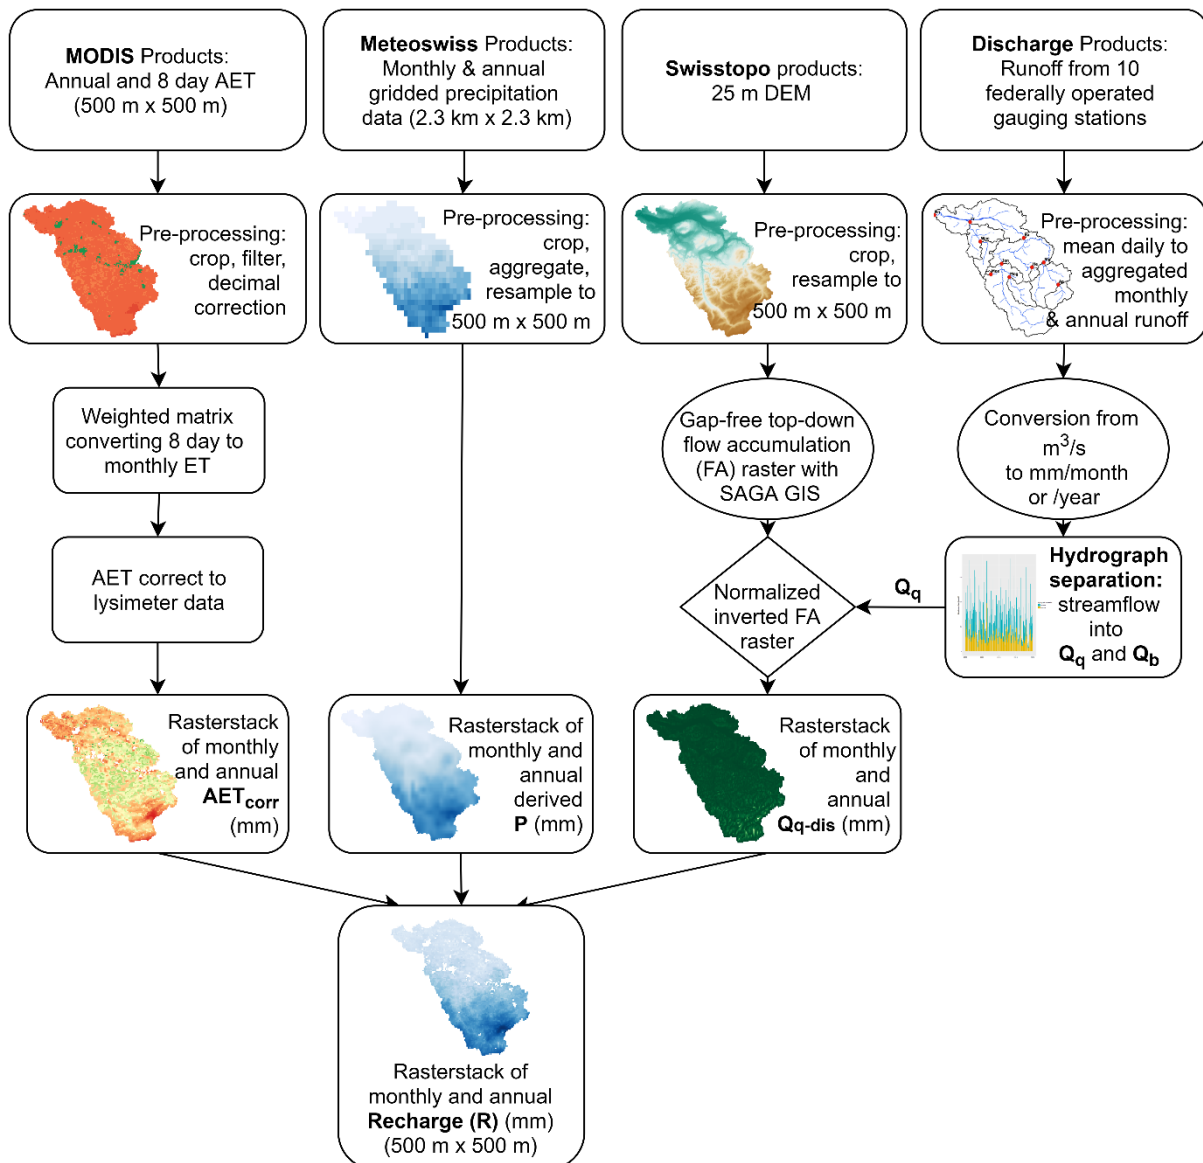 MODIS Products:
Annual and 8 day AET
(500 m x 500 m)
Meteoswiss Products:
Monthly & annual
gridded precipitation
data (2.3 km x 2.3 km)
Swisstopo products:
25 m DEM
Discharge Products:
Runoff from 10
federally operated
gauging stations
Pre-processing:
crop, filter,
decimal
correction
Pre-processing:
crop,
aggregate,
resample to
500 m x 500 m
Pre-processing:
crop,
resample to
500 m x 500 m
Pre-processing:
mean daily to
aggregated
monthly
& annual runoff
Weighted matrix
converting 8 day to
monthly ET
Gap-free top-down
flow accumulation
(FA) raster with
SAGA GIS
Conversion from
m³/s
to mm/month
or /year
AET correct to
lysimeter data
Normalized
inverted FA
raster
Qq
Hydrograph
separation:
streamflow
into
Qq and Qb
Rasterstack
of monthly
and annual
AETcorr
(mm)
Rasterstack of
monthly and
annual
derived
P (mm)
Rasterstack
of monthly
and
annual
Qq-dis (mm)
Rasterstack of
monthly and annual
Recharge (R) (mm)
(500 m x 500 m)